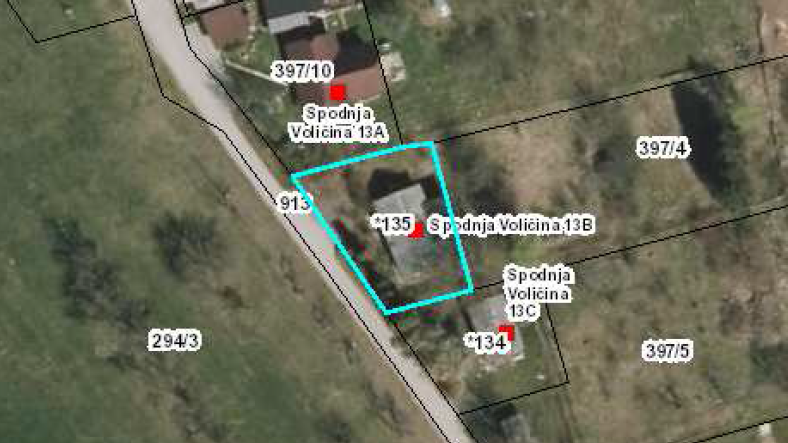 397/10
Spodnja
Voličina 13A
397/4
913
*135
Spodnja Voličina 13B
Spodnja
Voličina
13C
294/3
*134
397/5